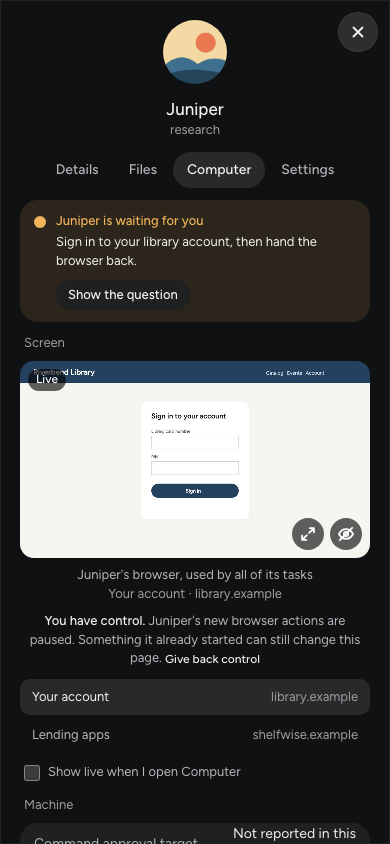 Juniper
research
Details Files Computer Settings
Juniper is waiting for you
Sign in to your library account, then hand the
browser back.
Show the question
Screen
Library
Live
Catalog Events Account
Sign in to your account
Library card number
PIN
Sign in
Juniper's browser, used by all of its tasks
Your account · library.example
You have control. Juniper's new browser actions are
paused. Something it already started can still change this
page. Give back control
Your account library.example
Lending apps shelfwise.example
Show live when I open Computer
Machine
Command approval target Not reported in this